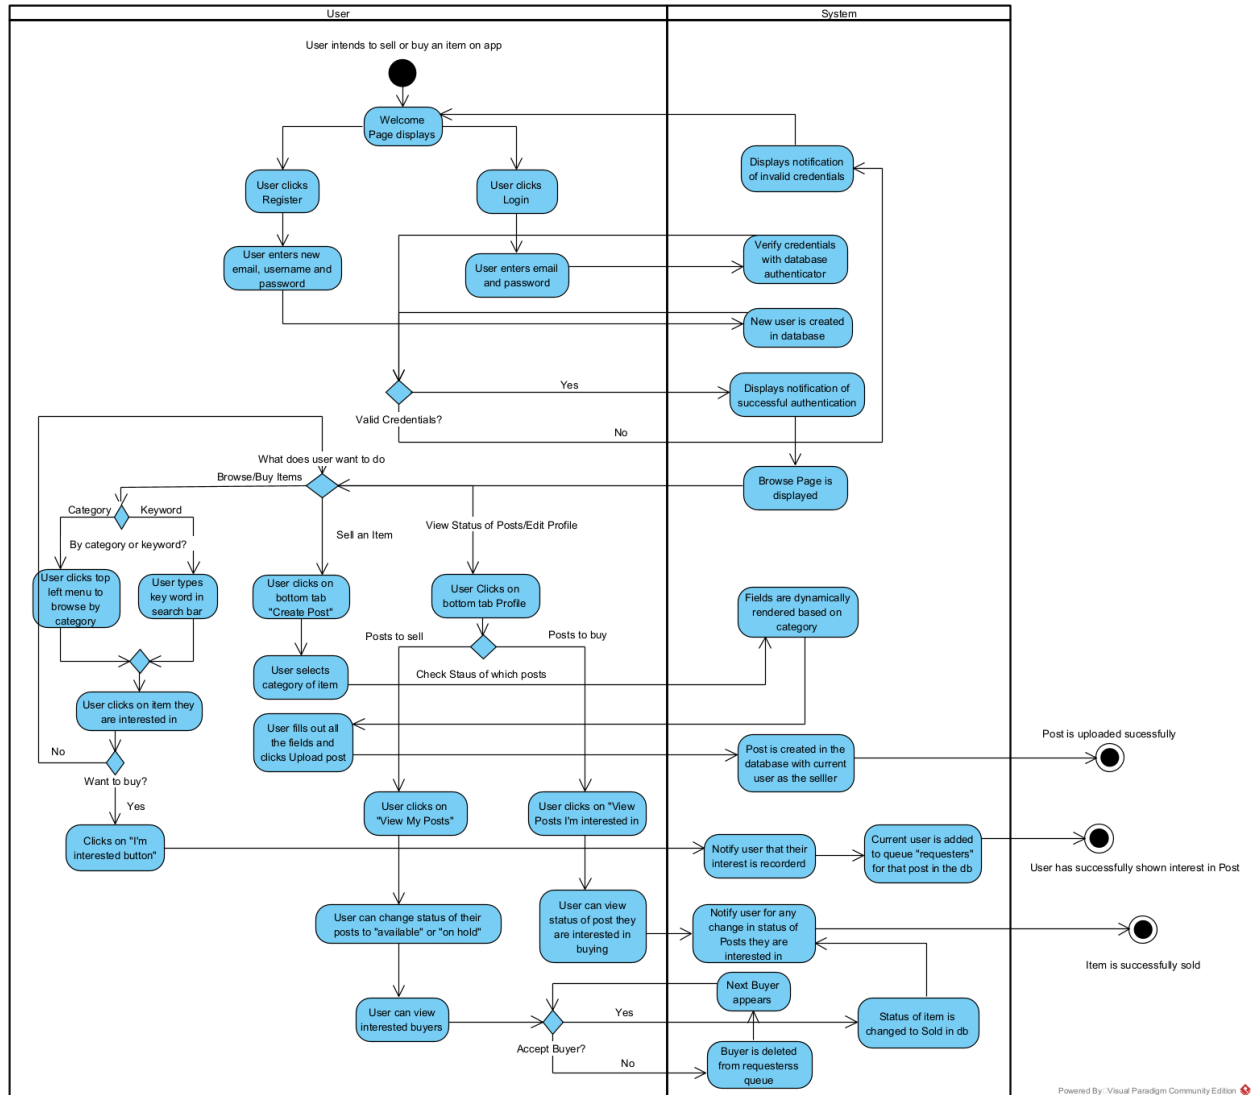 User
System
User intends to sell or buy an item on app
Welcome
Page displays
Displays notification
of invalid credentials
User clicks
Register
User clicks
Login
User enters new
email, username and
password
User enters email
and password
Verify credentials
with database
authenticator
New user is created
in database
Yes
Valid Credentials?
No
Displays notification of
successful authentication
What does user want to do
Browse/Buy Items
Browse Page is
displayed
Category
Keyword
By category or keyword?
Sell an Item
View Status of Posts/Edit Profile
User clicks top
left menu to
browse by
category
User types
key word in
search bar
User clicks on
bottom tab
"Create Post"
User Clicks on
bottom tab Profile
Fields are dynamically
rendered based on
category
Posts to sell
Posts to buy
Check Staus of which posts
User selects
category of item
User clicks on item they
are interested in
User fills out all
the fields and
clicks Upload post
Post is created in the
database with current
user as the selller
Post is uploaded sucessfully
No
Want to buy?
Yes
User clicks on
"View My Posts"
User clicks on "View
Posts I'm interested in
Clicks on "I'm
interested button"
Notify user that their
interest is recorderd
Current user is added
to queue "requesters"
for that post in the db
User has successfully shown interest in Post
User can change status of their
posts to "available" or "on hold"
User can view
status of post they
are interested in
buying
Notify user for any
change in status of
Posts they are
interested in
Item is successfully sold
User can view
interested buyers
Accept Buyer?
Yes
No
Next Buyer
appears
Status of item is
changed to Sold in db
Buyer is deleted
from requesterss
queue
Powered By Visual Paradigm Community Edition